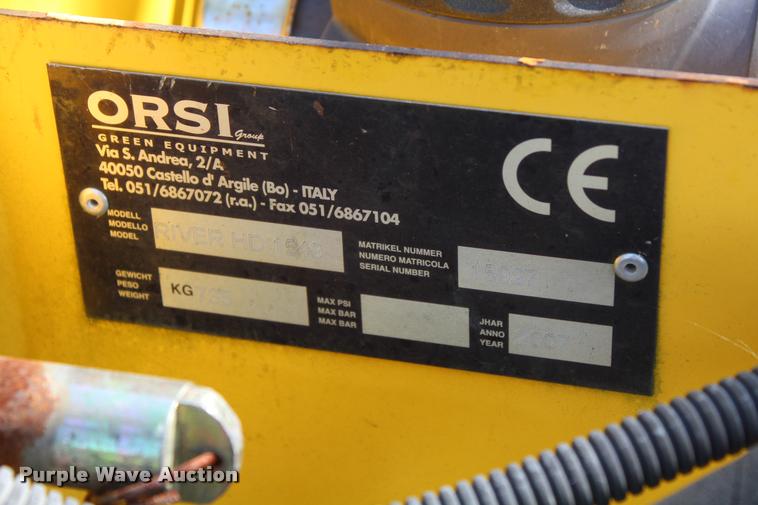 ORSI Group
GREEN EQUIPMENT
Via S. Andrea, 2/A
40050 Castello d' Argile (Bo) - ITALY
Tel. 051/6867072 (r.a.) - Fax 051/6867104
CE
MODELL
MODELLO
MODEL
RIVER
MATRIKEL NUMMER
NUMERO MATRICOLA
SERIAL NUMBER
GEWICHT
PESO
WEIGHT
KG
MAX PSI
MAX BAR
MAX BAR
JHAR
ANNO
YEAR
Purple Wave Auction